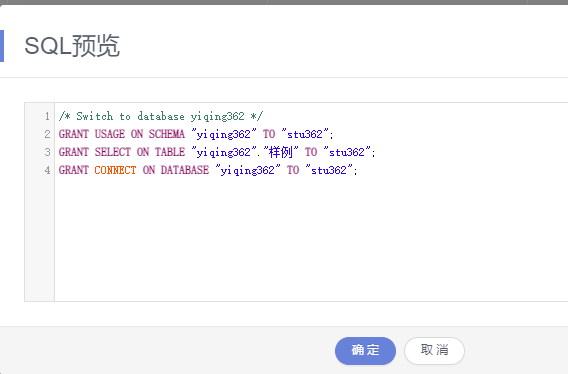 SQL预览
1 /* Switch to database yiqing362 */
2 GRANT USAGE ON SCHEMA "yiqing362" TO "stu362";
3 GRANT SELECT ON TABLE "yiqing362"."样例" TO "stu362";
4 GRANT CONNECT ON DATABASE "yiqing362" TO "stu362";
确定 取消